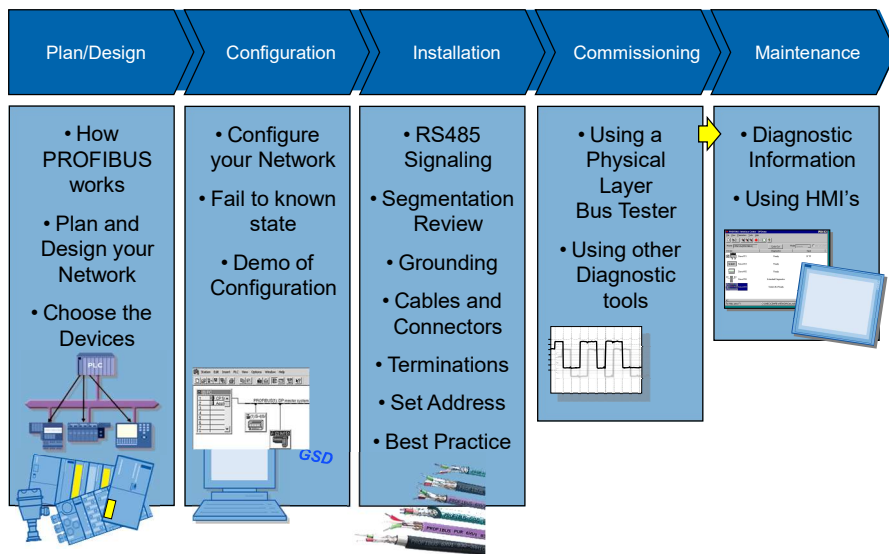 Plan/Design
Configuration
Installation
Commissioning
Maintenance
• How
PROFIBUS
works
• Plan and
Design your
Network
• Choose the
Devices
PLC
• Configure
your Network
• Fail to known
state
• Demo of
Configuration
GSD
• RS485
Signaling
• Segmentation
Review
• Grounding
• Cables and
Connectors
• Terminations
• Set Address
• Best Practice
• Using a
Physical
Layer
Bus Tester
• Using other
Diagnostic
tools
• Diagnostic
Information
• Using HMI's